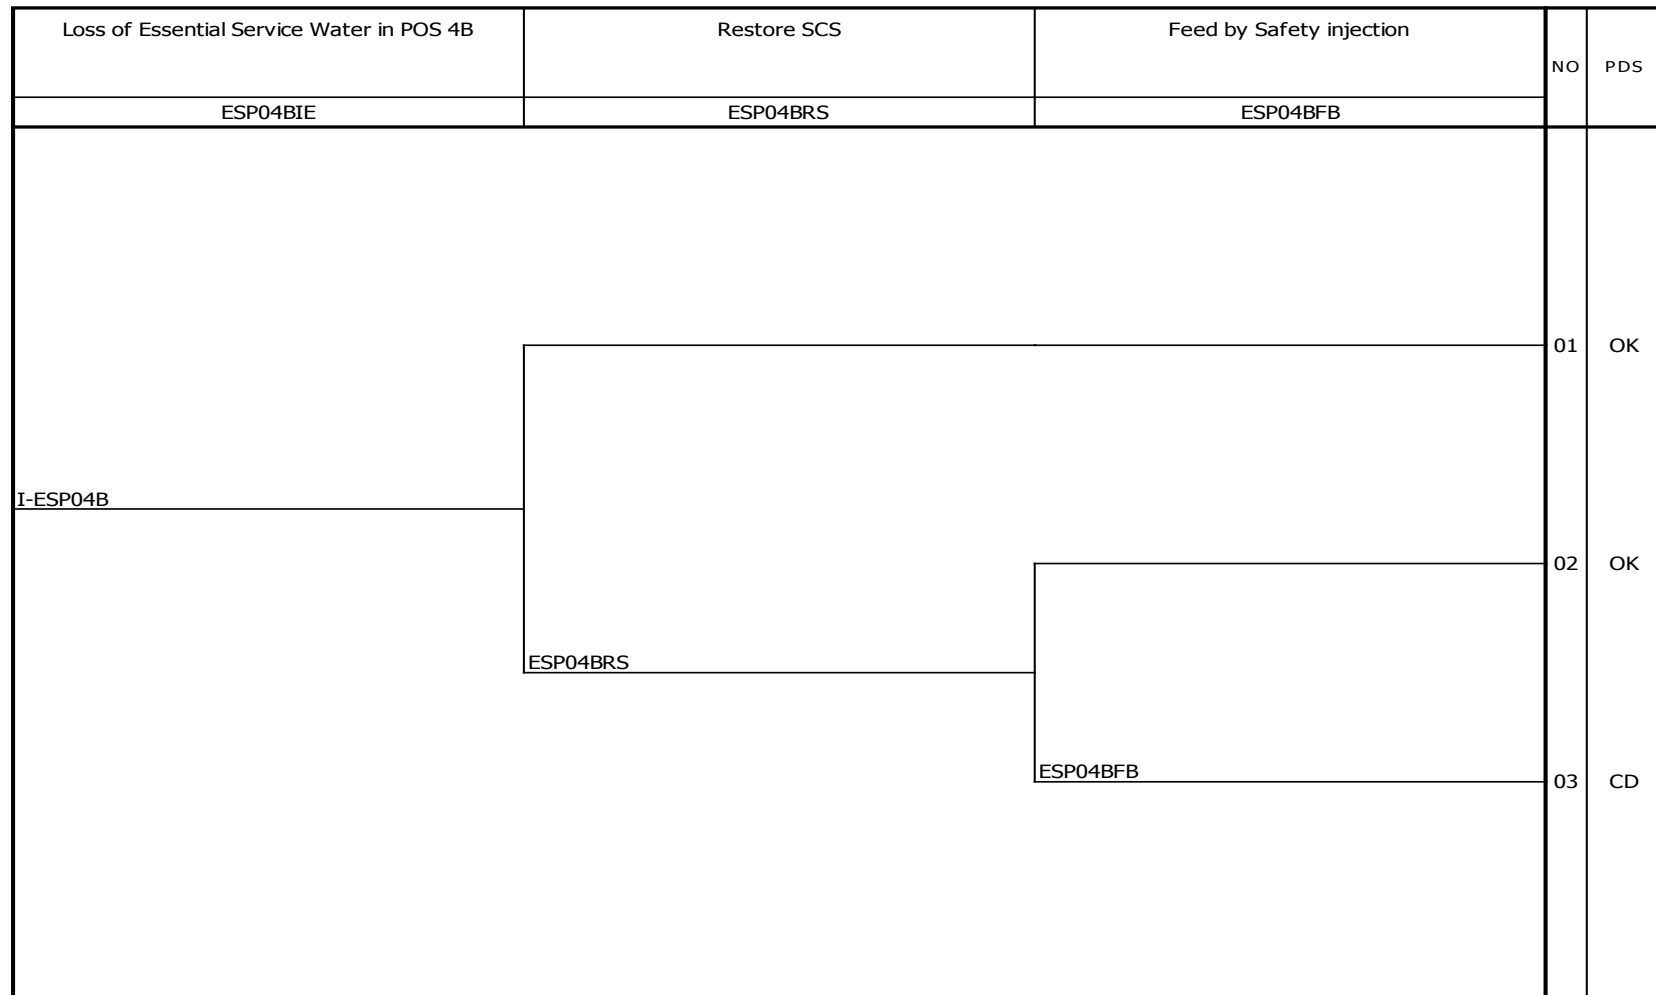 Loss of Essential Service Water in POS 4B
Restore SCS
Feed by Safety injection
NO
PDS
ESP04BIE
ESP04BRS
ESP04BFB
01
OK
I-ESP04B
02
OK
ESP04BRS
ESP04BFB
03
CD